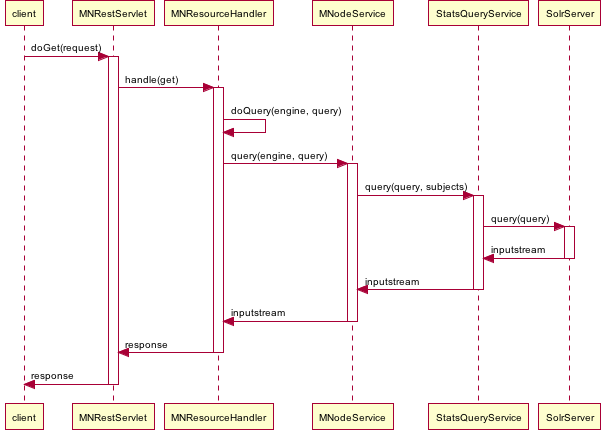 client MNRestServlet MNResourceHandler MNodeService StatsQueryService SolrServer
doGet(request)
handle(get)
doQuery(engine, query)
query(engine, query)
query(query, subjects)
query(query)
inputstream
inputstream
inputstream
response
response
client MNRestServlet MNResourceHandler MNodeService StatsQueryService SolrServer